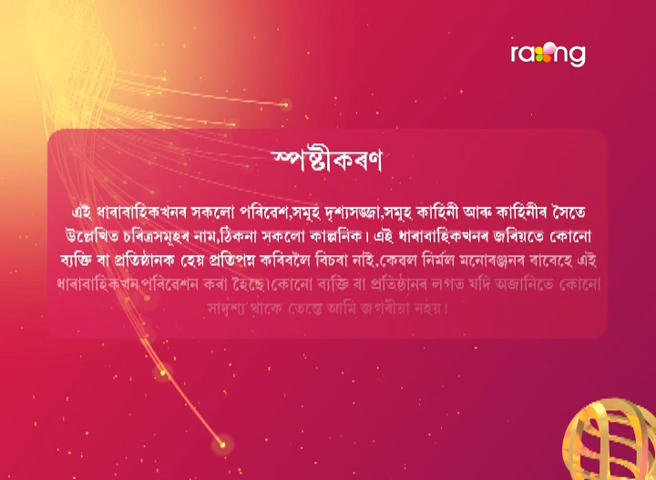 raong
স্পষ্টীকৰণ
এই ধাৰাবাহিকখনৰ সকলো পৰিৱেশ,সমূহ দৃশ্যসজ্জা,সমূহ কাহিনী আৰু কাহিনীৰ সৈতে
উল্লেখিত চৰিত্ৰসমূহৰ নাম,ঠিকনা সকলো কাল্পনিক। এই ধাৰাবাহিকখনৰ জৰিয়তে কোনো
ব্যক্তি বা প্ৰতিষ্ঠানক হেয় প্ৰতিপন্ন কৰিবলৈ বিচৰা নাই,কেৱল নিৰ্মল মনোৰঞ্জনৰ বাবেহে এই
ধাৰাবাহিকখন পৰিৱেশন কৰা হৈছে।কোনো ব্যক্তি বা প্ৰতিষ্ঠানৰ লগত যদি অজানিতে কোনো
সাদৃশ্য থাকে তেন্তে আমি জগৰীয়া নহয়।